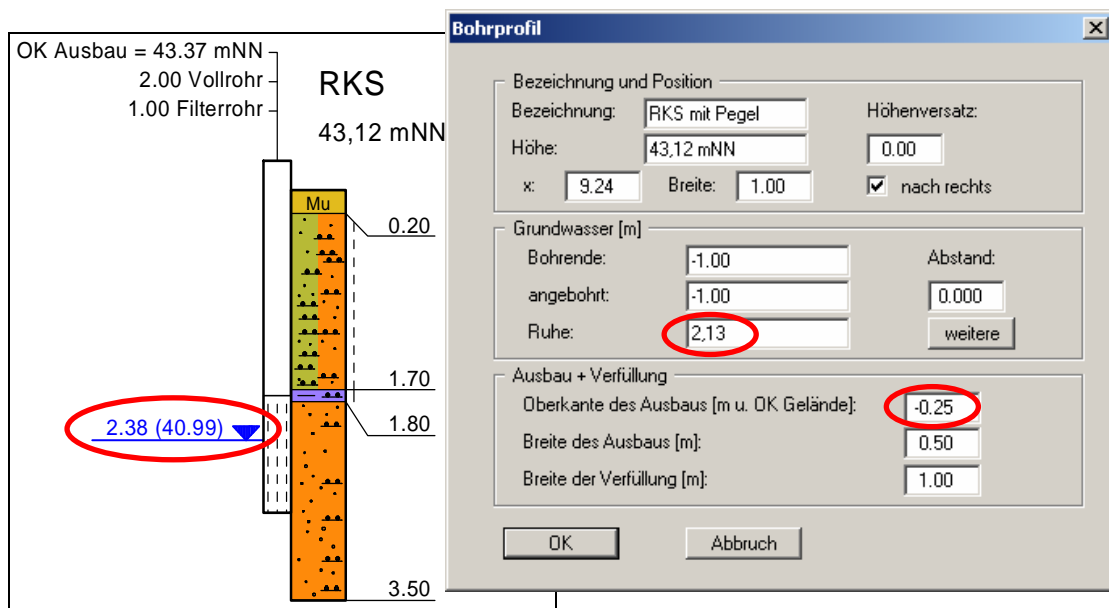 OK Ausbau = 43.37 mNN
2.00 Vollrohr
1.00 Filterrohr
RKS
43,12 mNN
Mu
0.20
1.70
1.80
2.38 (40.99)
3.50
Bohrprofil
Bezeichnung und Position
Bezeichnung: RKS mit Pegel Höhenversatz:
Höhe: 43,12 mNN 0.00
x: 9.24 Breite: 1.00 nach rechts
Grundwasser [m]
Bohrende: -1.00 Abstand:
angebohrt: -1.00 0.000
Ruhe: 2,13 weitere
Ausbau + Verfüllung
Oberkante des Ausbaus [m u. OK Gelände]: -0.25
Breite des Ausbaus [m]: 0.50
Breite der Verfüllung [m]: 1.00
OK Abbruch